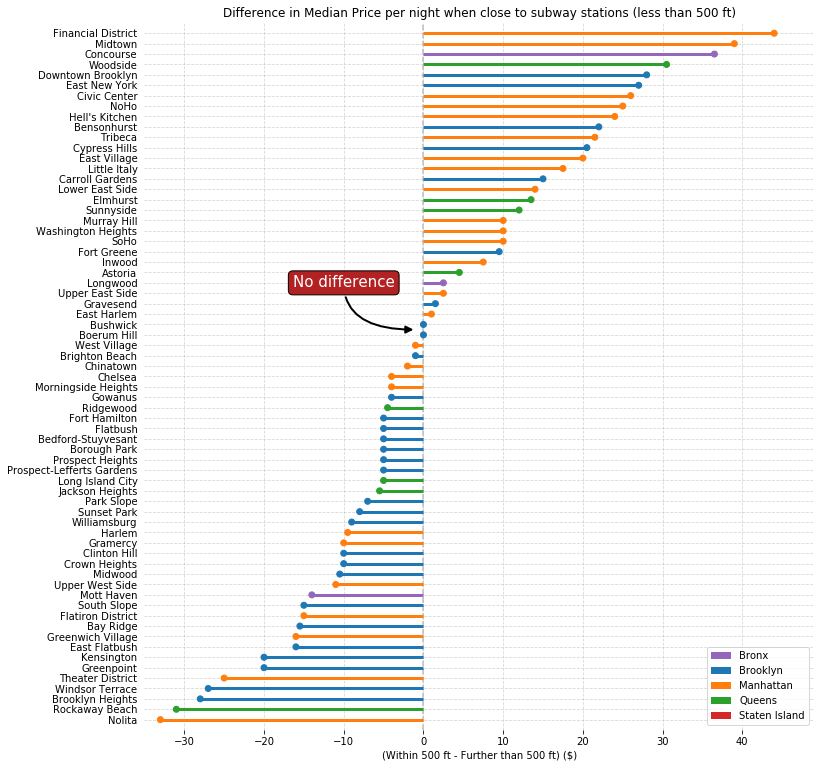 Difference in Median Price per night when close to subway stations (less than 500 ft)
Financial District
Midtown
Concourse
Woodside
Downtown Brooklyn
East New York
Civic Center
NoHo
Hell's Kitchen
Bensonhurst
Tribeca
Cypress Hills
East Village
Little Italy
Carroll Gardens
Lower East Side
Elmhurst
Sunnyside
Murray Hill
Washington Heights
SoHo
Fort Greene
Inwood
Astoria
Longwood
Upper East Side
Gravesend
East Harlem
Bushwick
Boerum Hill
West Village
Brighton Beach
Chinatown
Chelsea
Morningside Heights
Gowanus
Ridgewood
Fort Hamilton
Flatbush
Bedford-Stuyvesant
Borough Park
Prospect Heights
Prospect-Lefferts Gardens
Long Island City
Jackson Heights
Park Slope
Sunset Park
Williamsburg
Harlem
Gramercy
Clinton Hill
Crown Heights
Midwood
Upper West Side
Mott Haven
South Slope
Flatiron District
Bay Ridge
Greenwich Village
East Flatbush
Kensington
Greenpoint
Theater District
Windsor Terrace
Brooklyn Heights
Rockaway Beach
Nolita
No difference
Bronx
Brooklyn
Manhattan
Queens
Staten Island
−30 −20 −10 0 10 20 30 40
(Within 500 ft - Further than 500 ft) ($)